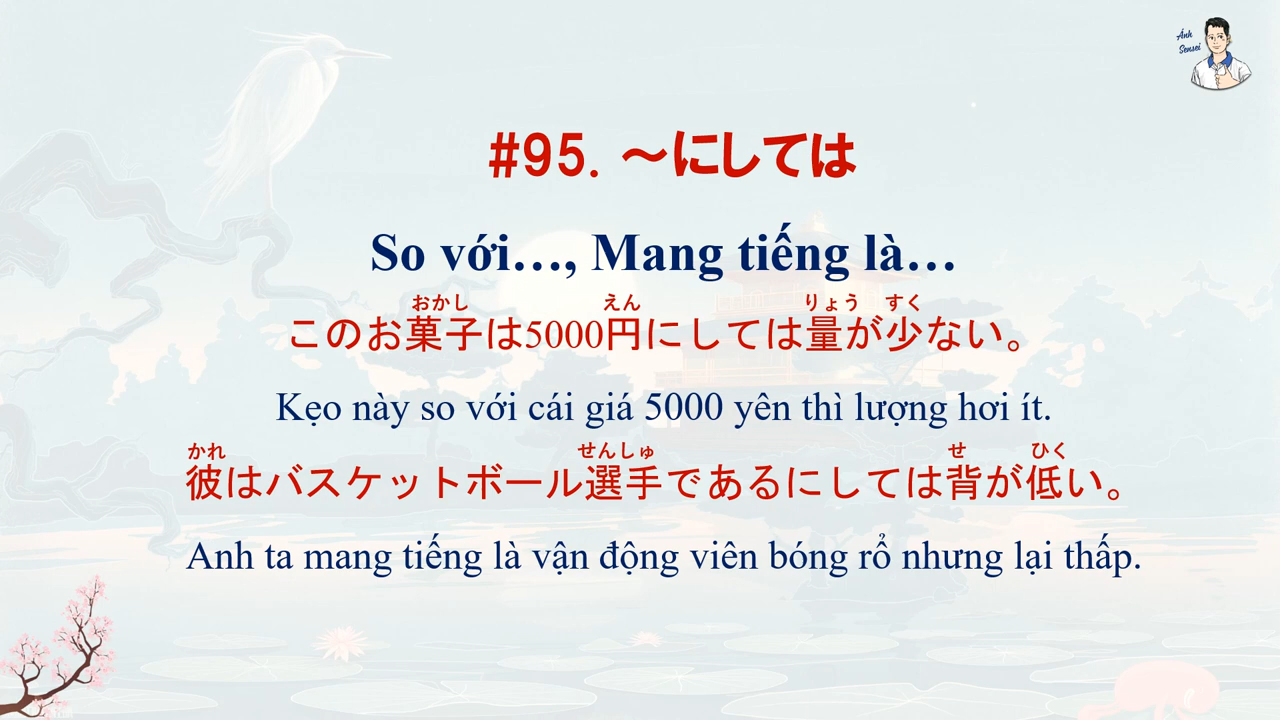 Ánh
Sensei
#95. ～にしては
So với…, Mang tiếng là…
おかし えん りょう すく
このお菓子は5000円にしては量が少ない。
Kẹo này so với cái giá 5000 yên thì lượng hơi ít.
かれ せんしゅ せ ひく
彼はバスケットボール選手であるにしては背が低い。
Anh ta mang tiếng là vận động viên bóng rổ nhưng lại thấp.